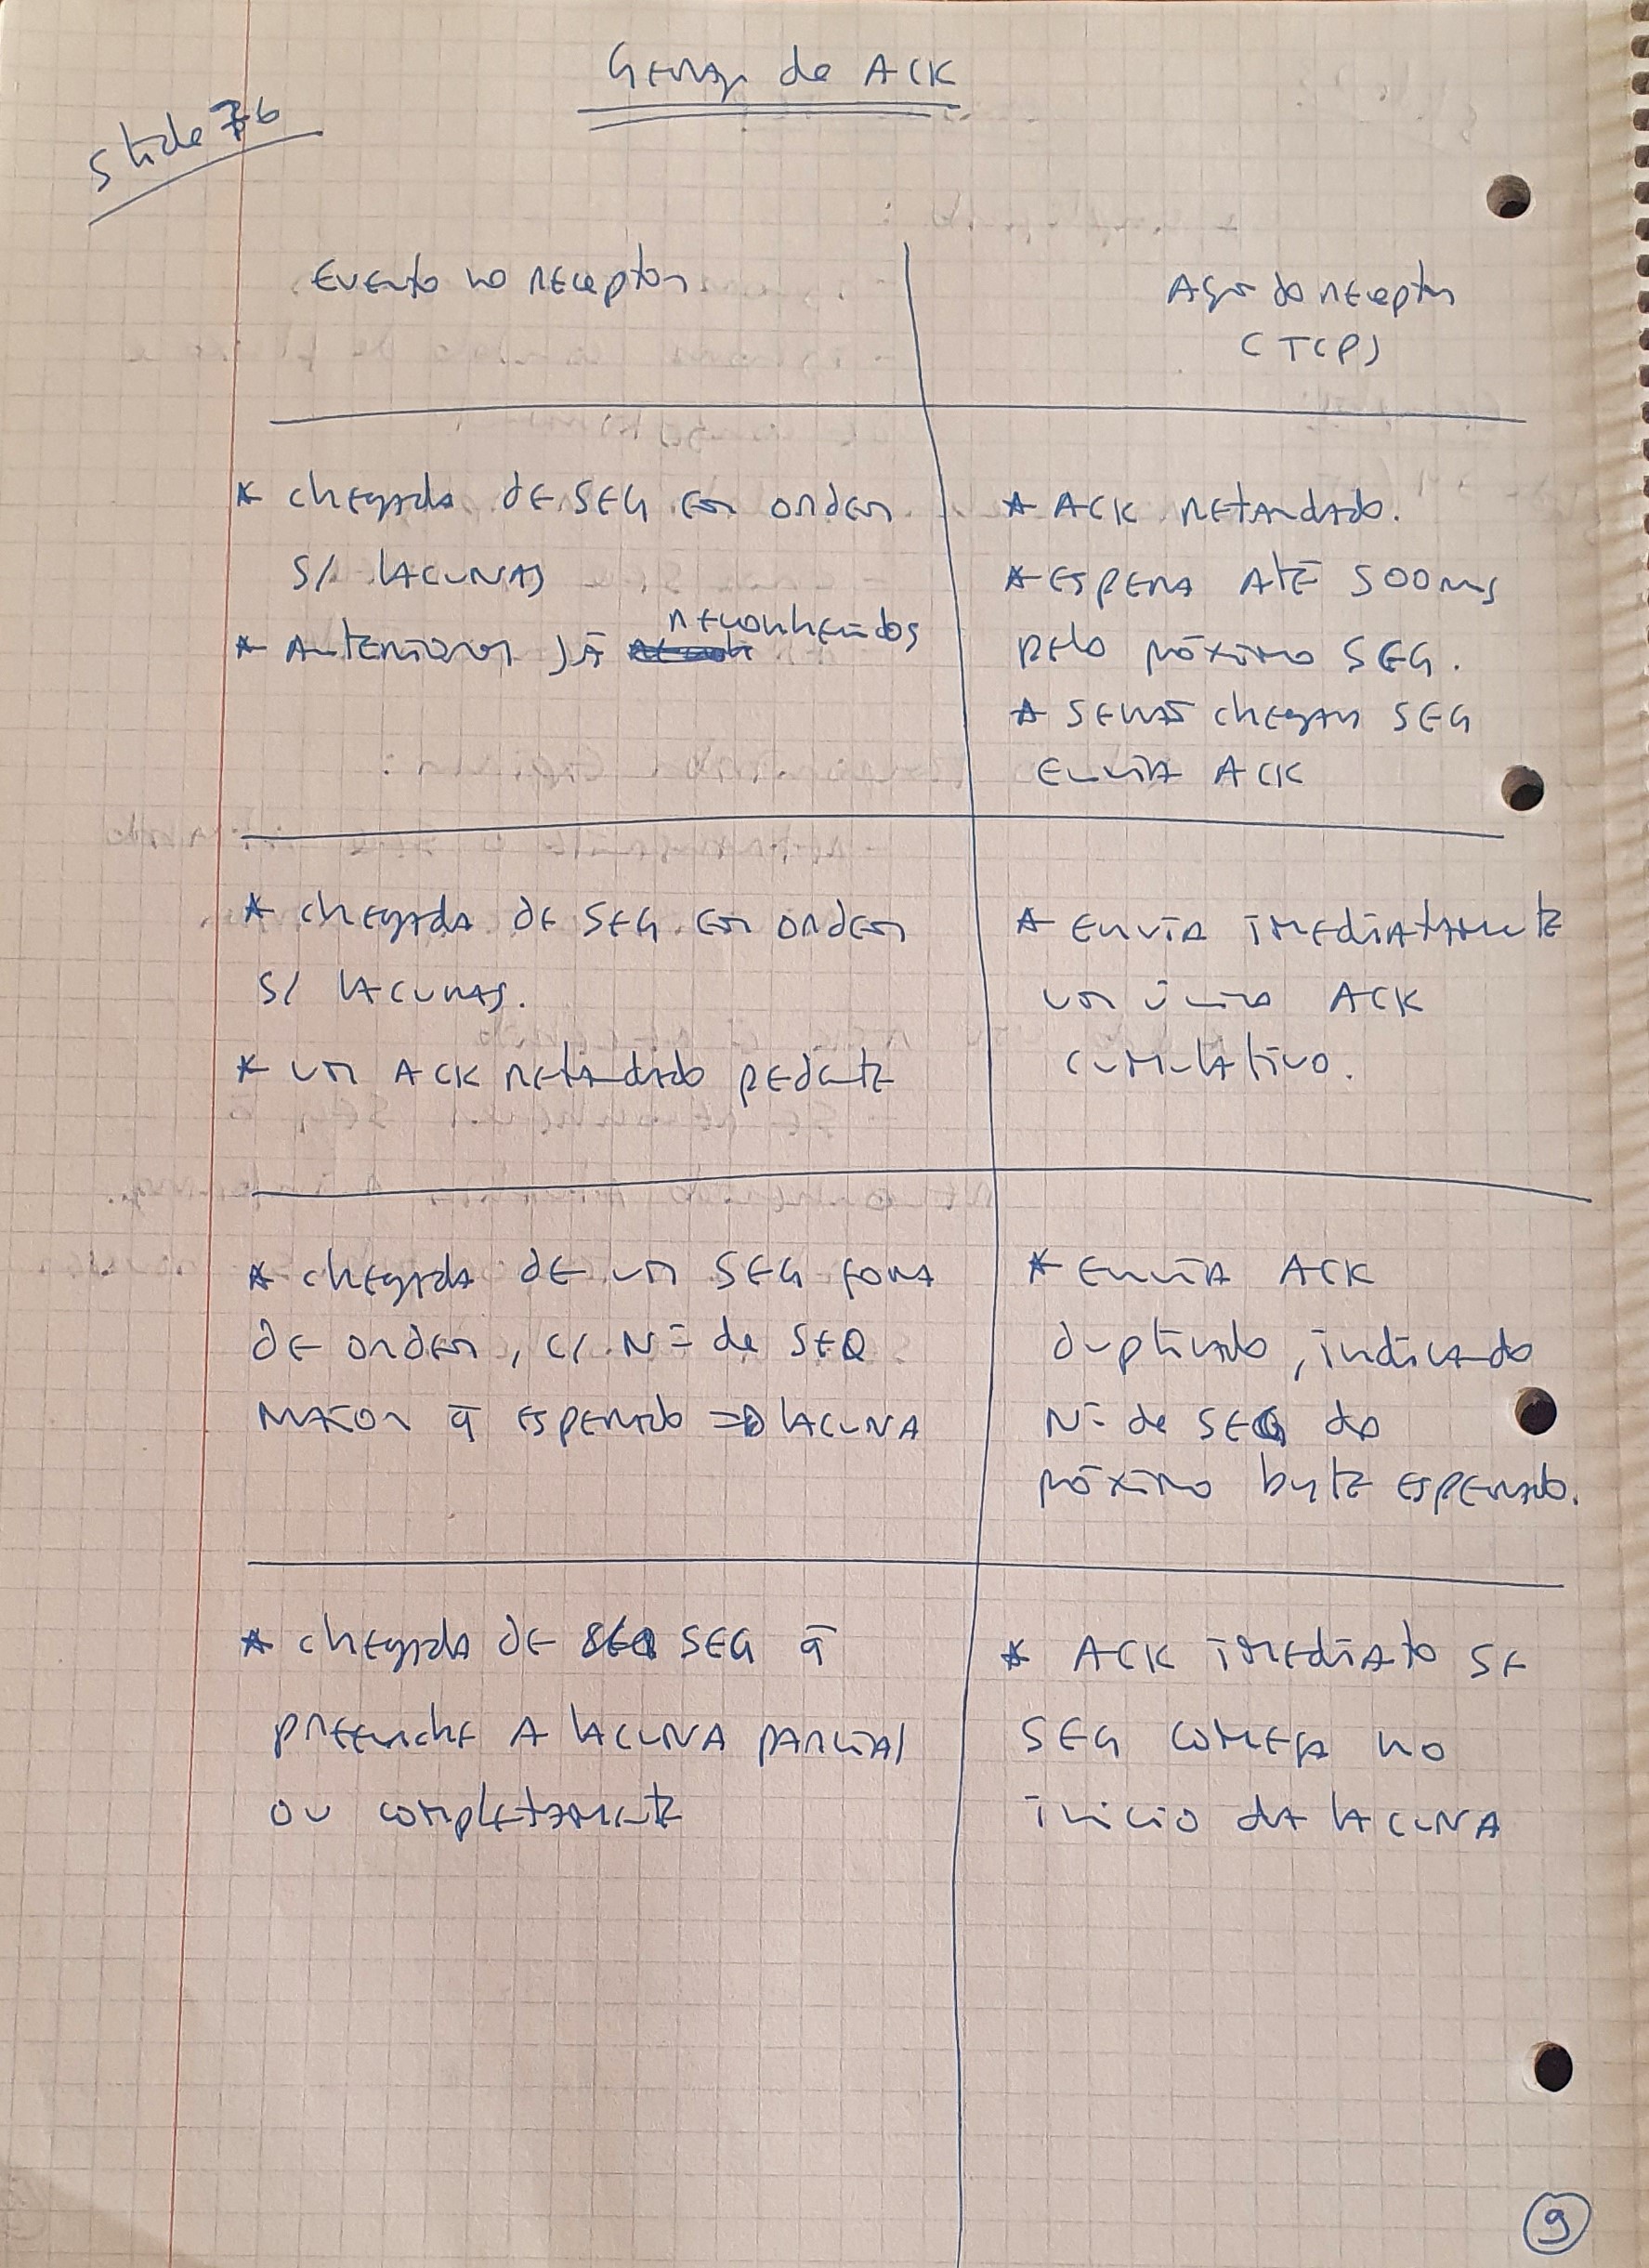 Geração de ACK
Slide 76
Evento no receptor
Ação do receptor
(TCP)
* chegada de SEG em ordem
s/ lacunas
* Anteriores já reconhecidos
* ACK retardado.
* espera até 500ms
pelo próximo SEG.
* senão chegar SEG
envia ACK
* chegada de SEG em ordem
s/ lacunas.
* um ACK retardado pedente
* envia imediatamente
um único ACK
cumulativo.
* chegada de um SEG fora
de ordem, c/ Nº de SEQ
maior q̄ esperado => lacuna
* envia ACK
duplicado, indicando
Nº de SEQ do
próximo byte esperado.
* chegada de SEG q̄
preenche a lacuna parcial
ou completamente
* ACK imediato se
SEG começa no
início da lacuna
9